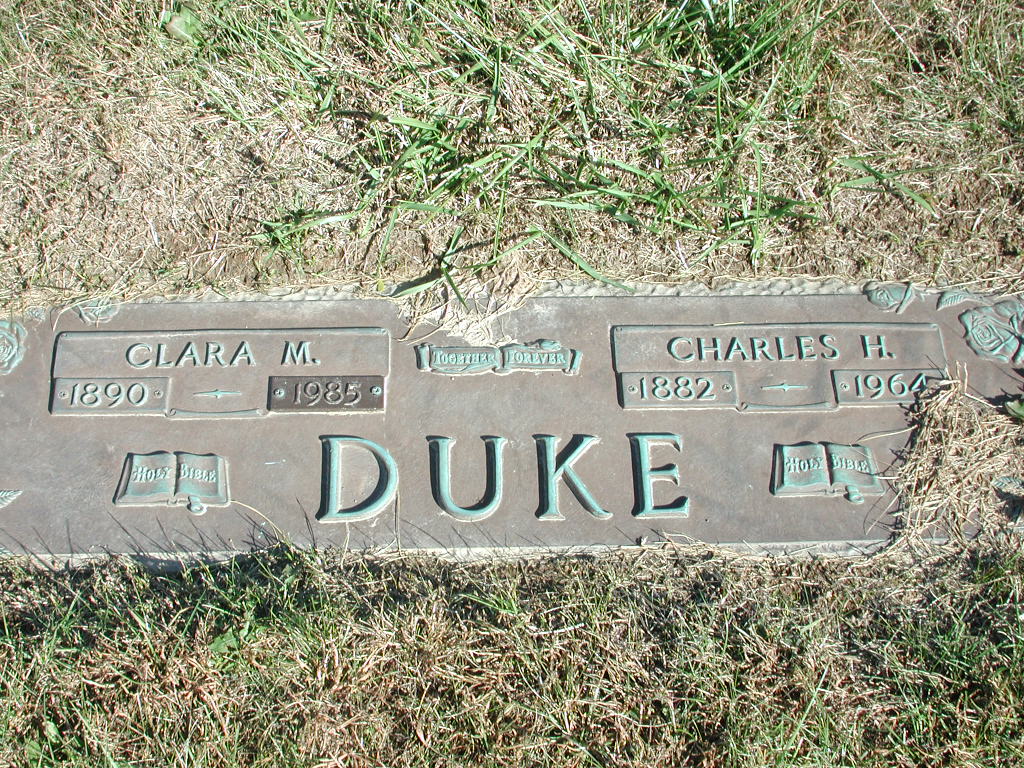 CLARA M.
1890 1985
TOGETHER FOREVER
CHARLES H.
1882 1964
DUKE
HOLY BIBLE
HOLY BIBLE